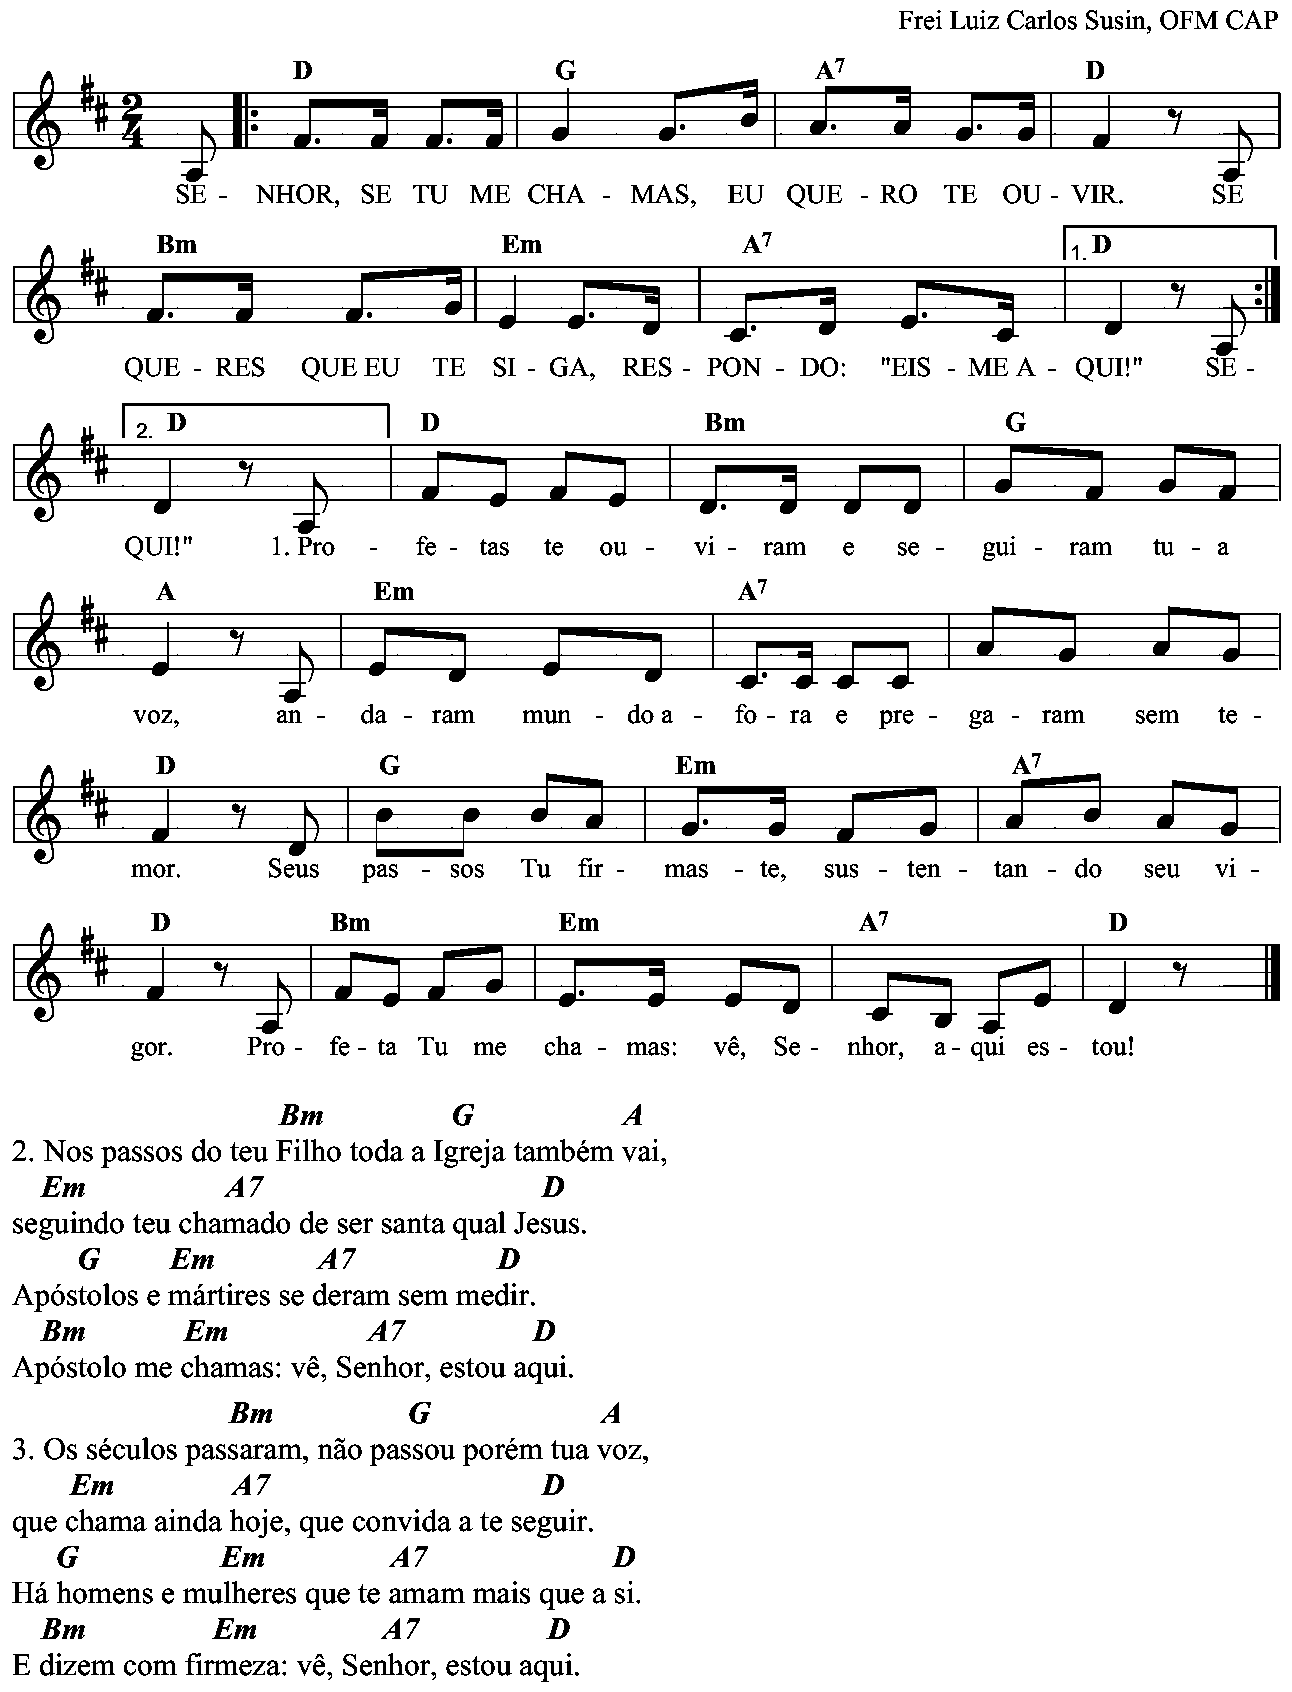 Frei Luiz Carlos Susin, OFM CAP
D G A7 D
2/4
SE - NHOR, SE TU ME CHA - MAS, EU QUE - RO TE OU - VIR. SE
Bm Em A7 1. D
QUE - RES QUE EU TE SI - GA, RES - PON - DO: "EIS - ME A - QUI!" SE -
2. D D Bm G
QUI!" 1. Pro - fe - tas te ou - vi - ram e se - gui - ram tu - a
A Em A7
voz, an - da - ram mun - do a - fo - ra e pre - ga - ram sem te -
D G Em A7
mor. Seus pas - sos Tu fir - mas - te, sus - ten - tan - do seu vi -
D Bm Em A7 D
gor. Pro - fe - ta Tu me cha - mas: vê, Se - nhor, a - qui es - tou!
Bm G A
2. Nos passos do teu Filho toda a Igreja também vai,
Em A7 D
seguindo teu chamado de ser santa qual Jesus.
G Em A7 D
Apóstolos e mártires se deram sem medir.
Bm Em A7 D
Apóstolo me chamas: vê, Senhor, estou aqui.
Bm G A
3. Os séculos passaram, não passou porém tua voz,
Em A7 D
que chama ainda hoje, que convida a te seguir.
G Em A7 D
Há homens e mulheres que te amam mais que a si.
Bm Em A7 D
E dizem com firmeza: vê, Senhor, estou aqui.